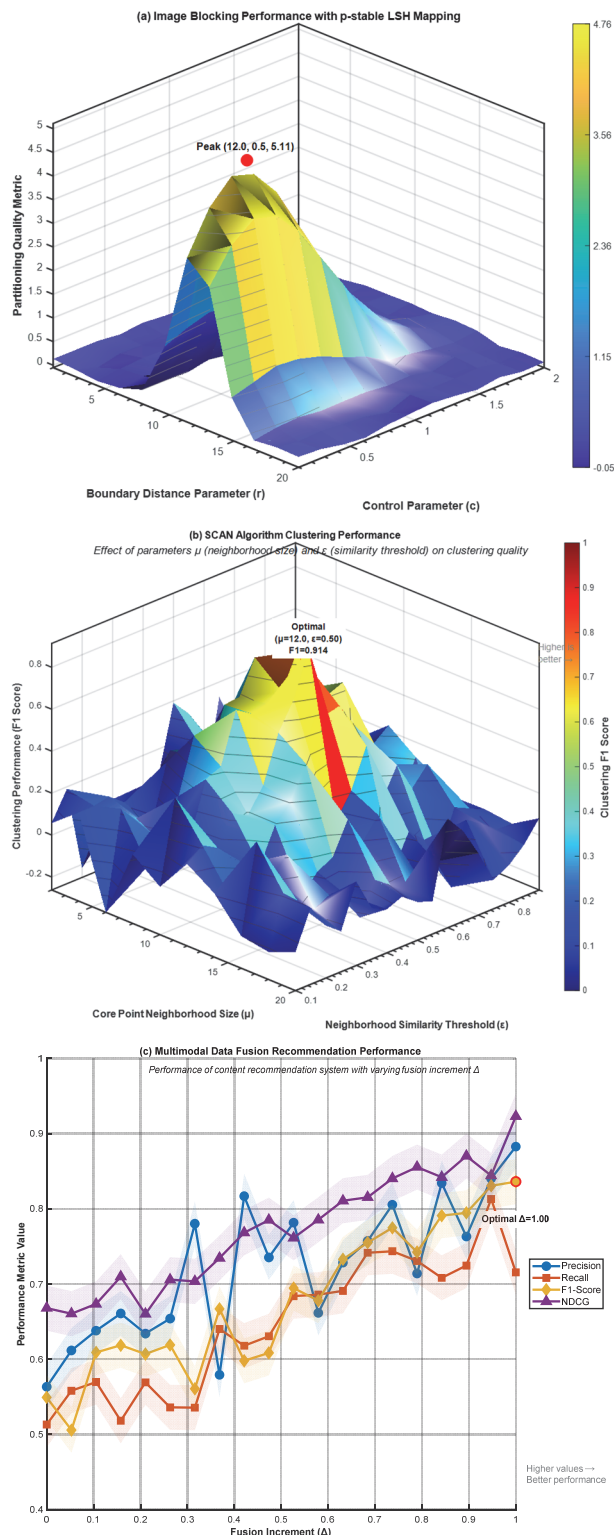 (a) Image Blocking Performance with p-stable LSH Mapping
4.76
3.56
2.36
1.15
-0.05
Peak (12.0, 0.5, 5.11)
Partitioning Quality Metric
5
4.5
4
3.5
3
2.5
2
1.5
1
0.5
0
5
10
15
20
0.5
1
1.5
2
Boundary Distance Parameter (r)
Control Parameter (c)
(b) SCAN Algorithm Clustering Performance
Effect of parameters μ (neighborhood size) and ε (similarity threshold) on clustering quality
Optimal
(μ=12.0, ε=0.50)
F1=0.914
Higher
better
Clustering Performance (F1 Score)
0.8
0.6
0.4
0.2
0
-0.2
5
10
15
20
0.1
0.2
0.3
0.4
0.5
0.6
0.7
0.8
Core Point Neighborhood Size (μ)
Neighborhood Similarity Threshold (ε)
1
0.9
0.8
0.7
0.6
0.5
0.4
0.3
0.2
0.1
0
Clustering F1 Score
(c) Multimodal Data Fusion Recommendation Performance
Performance of content recommendation system with varying fusion increment Δ
Performance Metric Value
1
0.9
0.8
0.7
0.6
0.5
0.4
Optimal Δ=1.00
Precision
Recall
F1-Score
NDCG
Higher values →
Better performance
0 0.1 0.2 0.3 0.4 0.5 0.6 0.7 0.8 0.9 1
Fusion Increment (Δ)